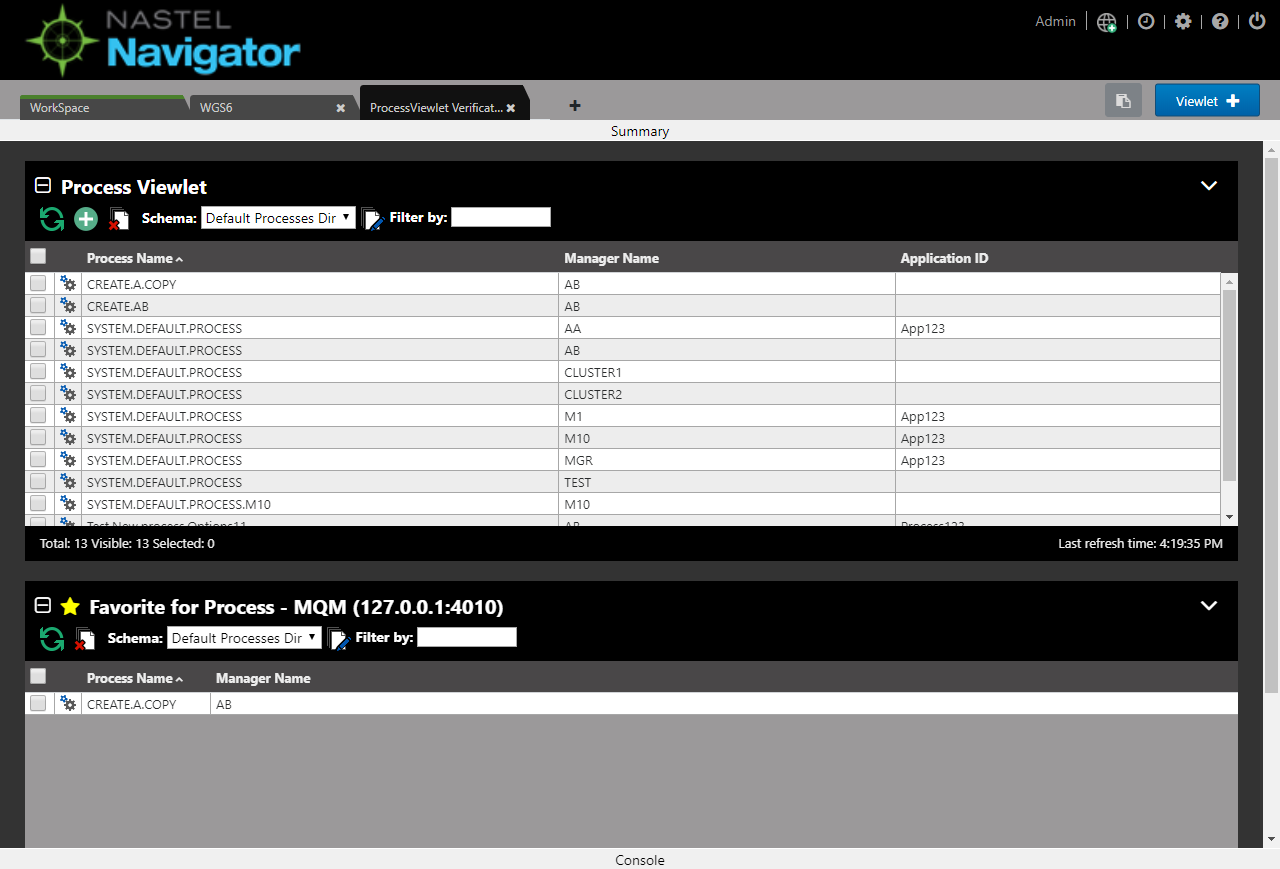 NASTEL
Navigator
Admin
WorkSpace WGS6 ProcessViewlet Verificat... Viewlet
Summary
Process Viewlet
Schema: Default Processes Dir Filter by:
Process Name Manager Name Application ID
CREATE.A.COPY AB
CREATE.AB AB
SYSTEM.DEFAULT.PROCESS AA App123
SYSTEM.DEFAULT.PROCESS AB
SYSTEM.DEFAULT.PROCESS CLUSTER1
SYSTEM.DEFAULT.PROCESS CLUSTER2
SYSTEM.DEFAULT.PROCESS M1 App123
SYSTEM.DEFAULT.PROCESS M10 App123
SYSTEM.DEFAULT.PROCESS MGR App123
SYSTEM.DEFAULT.PROCESS TEST
SYSTEM.DEFAULT.PROCESS.M10 M10
Test New process Options11 AB Process123
Total: 13 Visible: 13 Selected: 0 Last refresh time: 4:19:35 PM
Favorite for Process - MQM (127.0.0.1:4010)
Schema: Default Processes Dir Filter by:
Process Name Manager Name
CREATE.A.COPY AB
Console